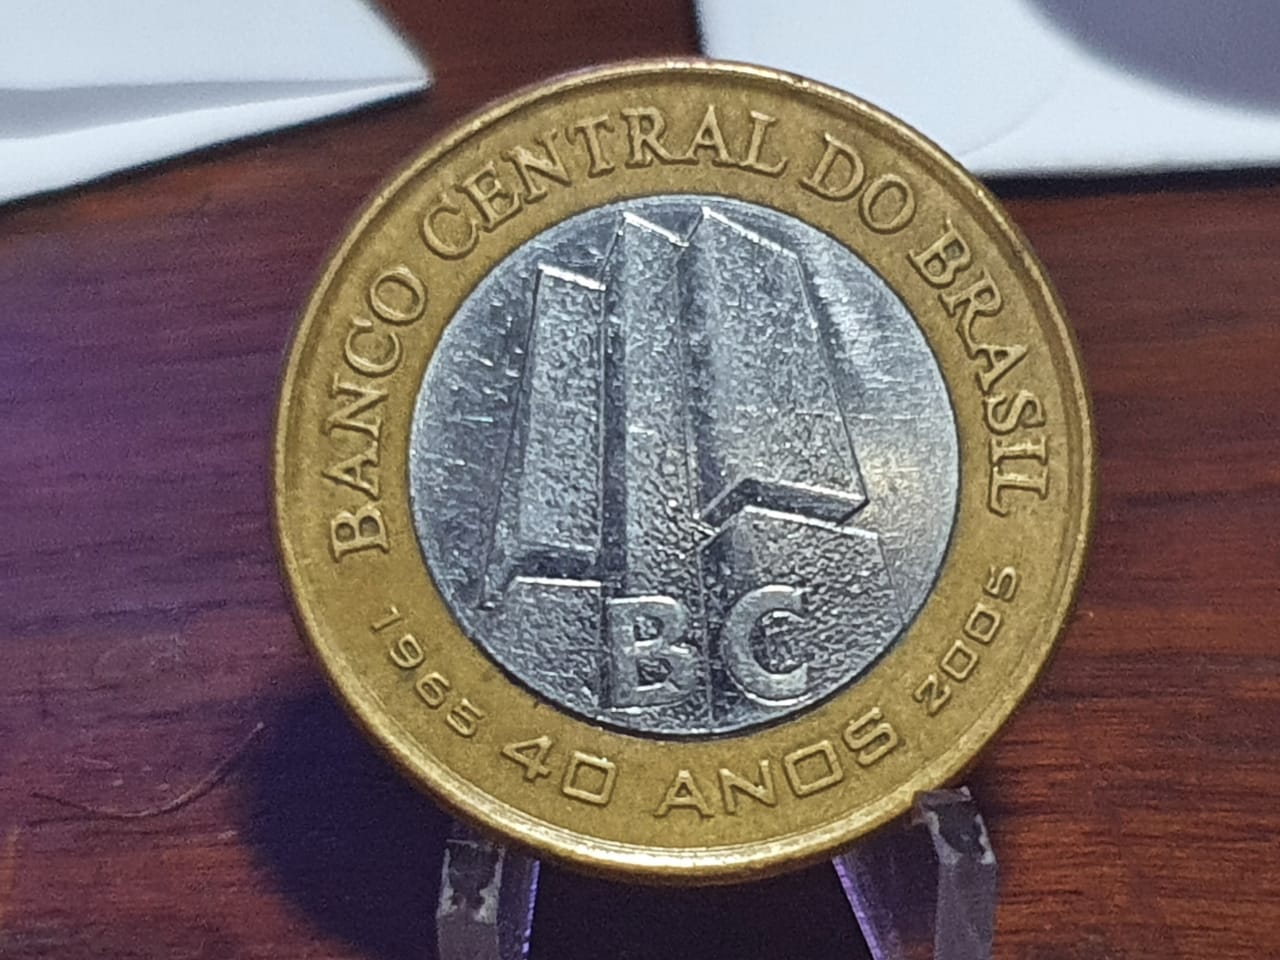 BANCO CENTRAL DO BRASIL
BC
1965 40 ANOS 2005